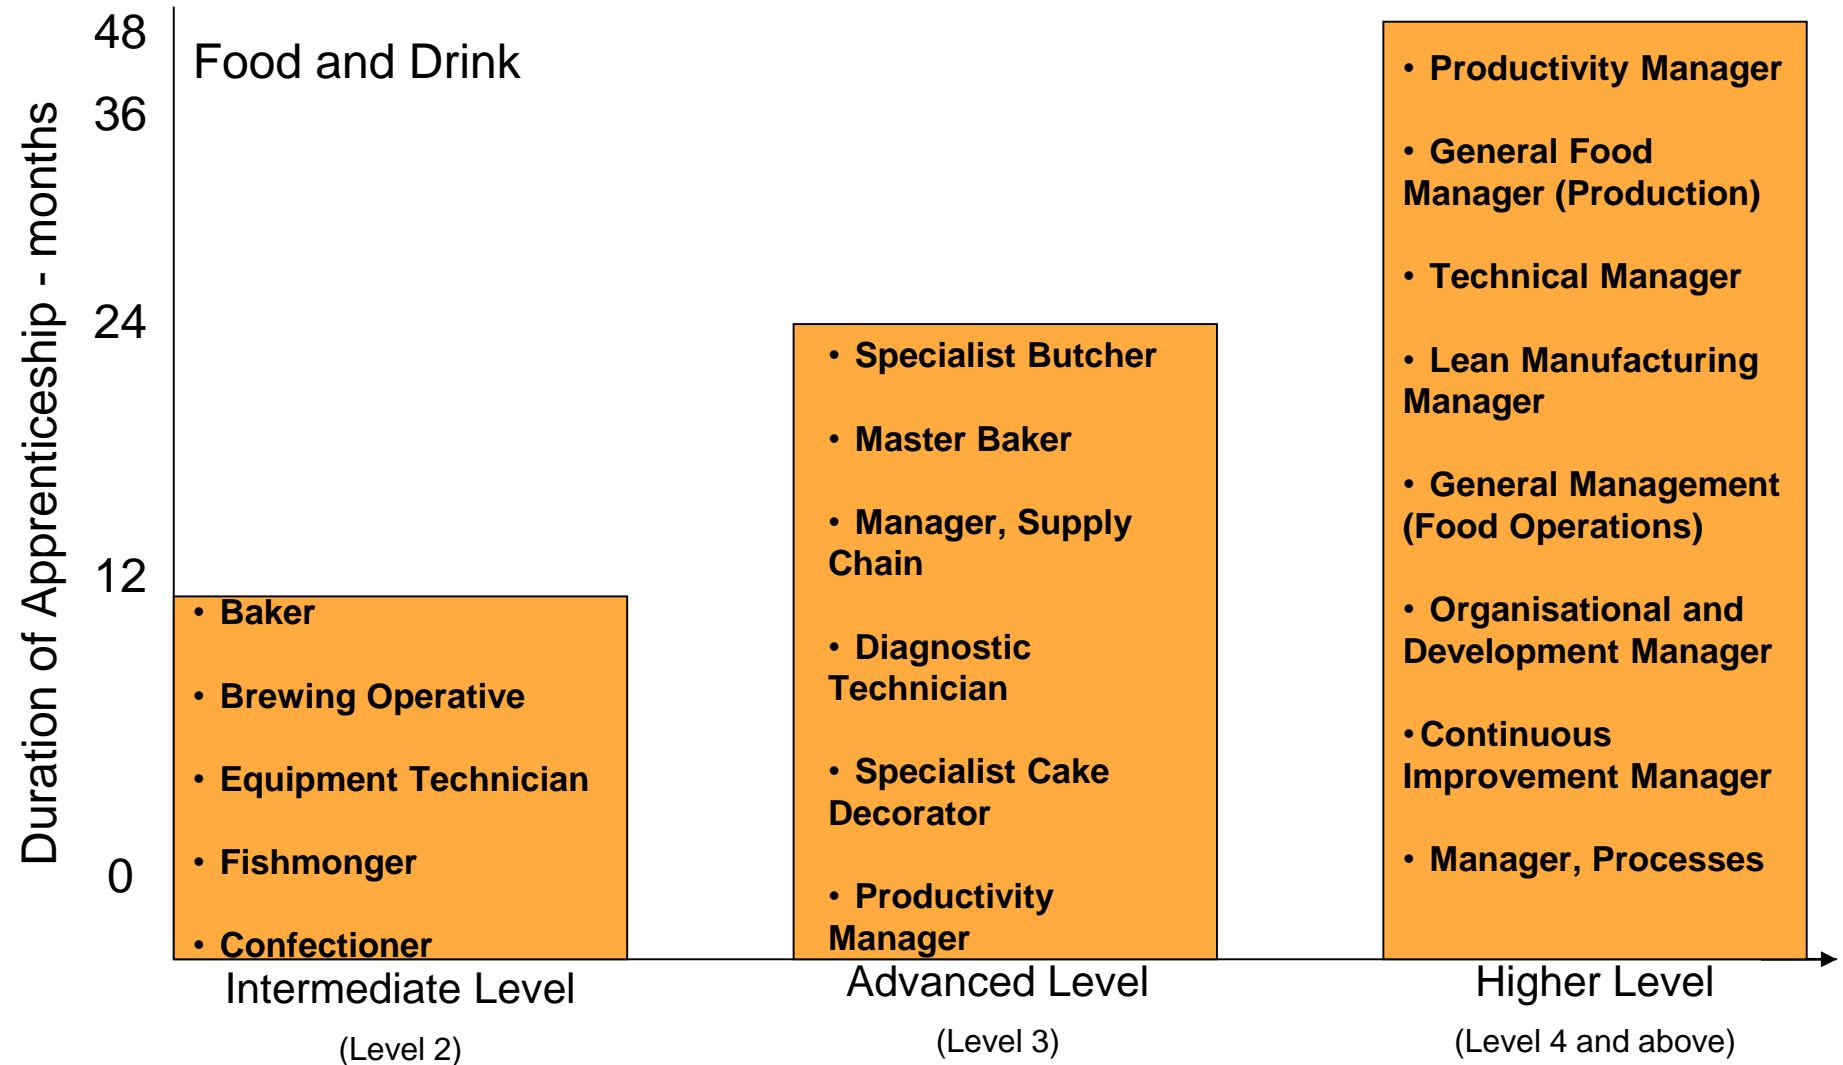 Food and Drink
Duration of Apprenticeship - months
48
36
24
12
0
• Baker
• Brewing Operative
• Equipment Technician
• Fishmonger
• Confectioner
• Specialist Butcher
• Master Baker
• Manager, Supply
Chain
• Diagnostic
Technician
• Specialist Cake
Decorator
• Productivity
Manager
• Productivity Manager
• General Food
Manager (Production)
• Technical Manager
• Lean Manufacturing
Manager
• General Management
(Food Operations)
• Organisational and
Development Manager
• Continuous
Improvement Manager
• Manager, Processes
Intermediate Level
(Level 2)
Advanced Level
(Level 3)
Higher Level
(Level 4 and above)